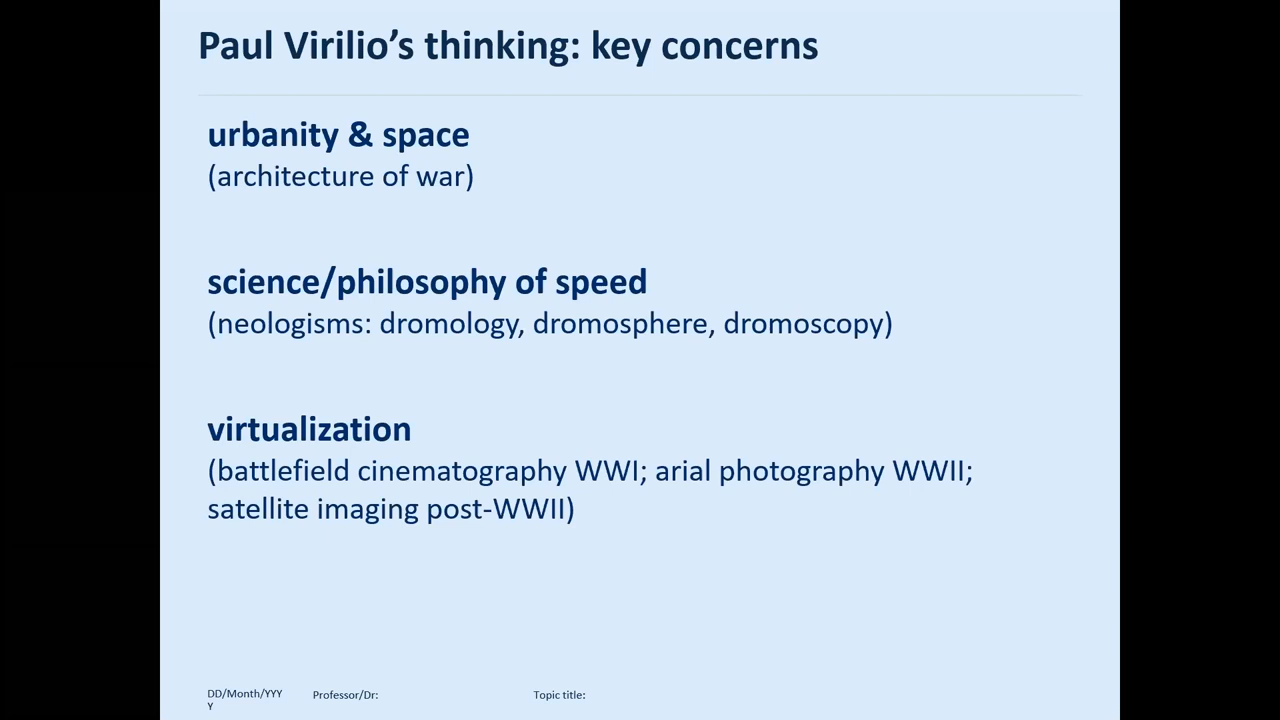 Paul Virilio’s thinking: key concerns
urbanity & space
(architecture of war)
science/philosophy of speed
(neologisms: dromology, dromosphere, dromoscopy)
virtualization
(battlefield cinematography WWI; arial photography WWII;
satellite imaging post-WWII)
DD/Month/YYY
Y
Professor/Dr:
Topic title: